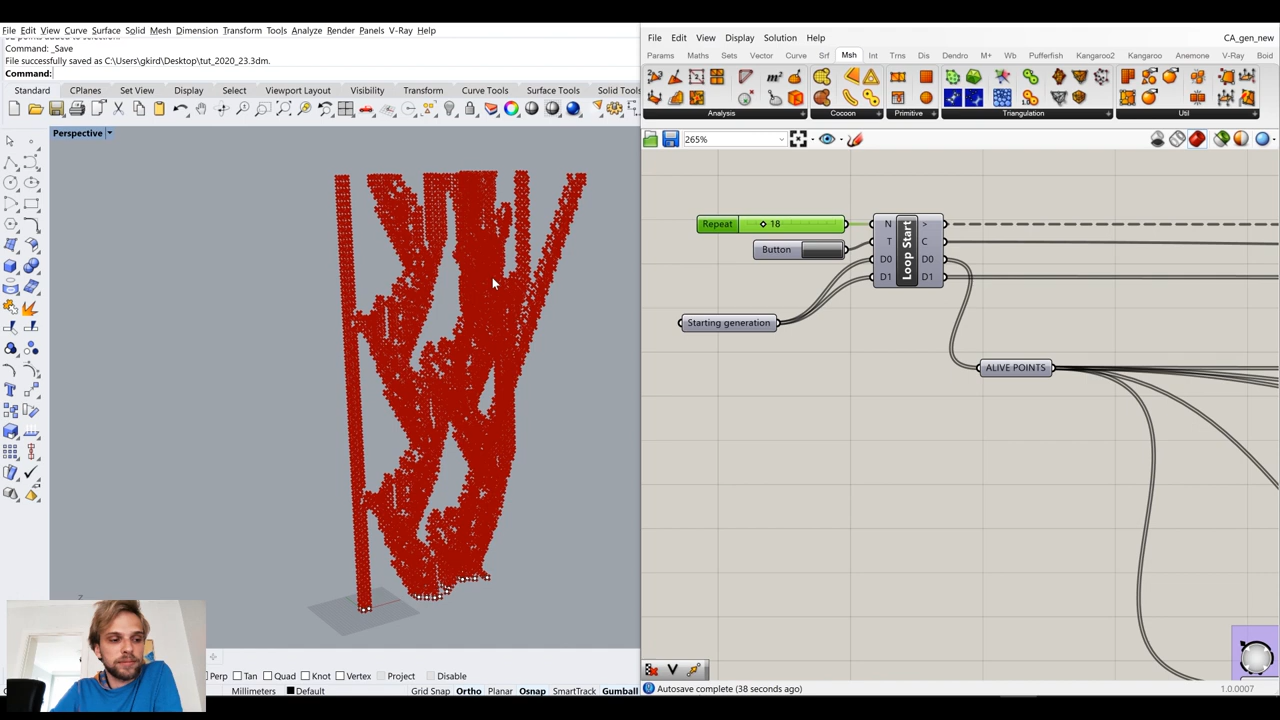 File Edit View Curve Surface Solid Mesh Dimension Transform Tools Analyze Render Panels V-Ray Help
Command: _Save
File successfully saved as C:\Users\gkird\Desktop\tut_2020_23.3dm.
Command:
Standard CPlanes Set View Display Select Viewport Layout Visibility Transform Curve Tools Surface Tools Solid Tools
Perspective
Perp Tan Quad Knot Vertex Project Disable
Millimeters Default Grid Snap Ortho Planar Osnap SmartTrack Gumball
File Edit View Display Solution Help CA_gen_new
Params Maths Sets Vector Curve Srf Msh Int Trns Dis Dendro M+ Wb Pufferfish Kangaroo2 Kangaroo Anemone V-Ray Boid
Analysis Cocoon Primitive Triangulation Util
265%
Repeat 18
Button
N >
T C
D0 D0
D1 D1
Loop Start
Starting generation
ALIVE POINTS
Autosave complete (38 seconds ago) 1.0.0007